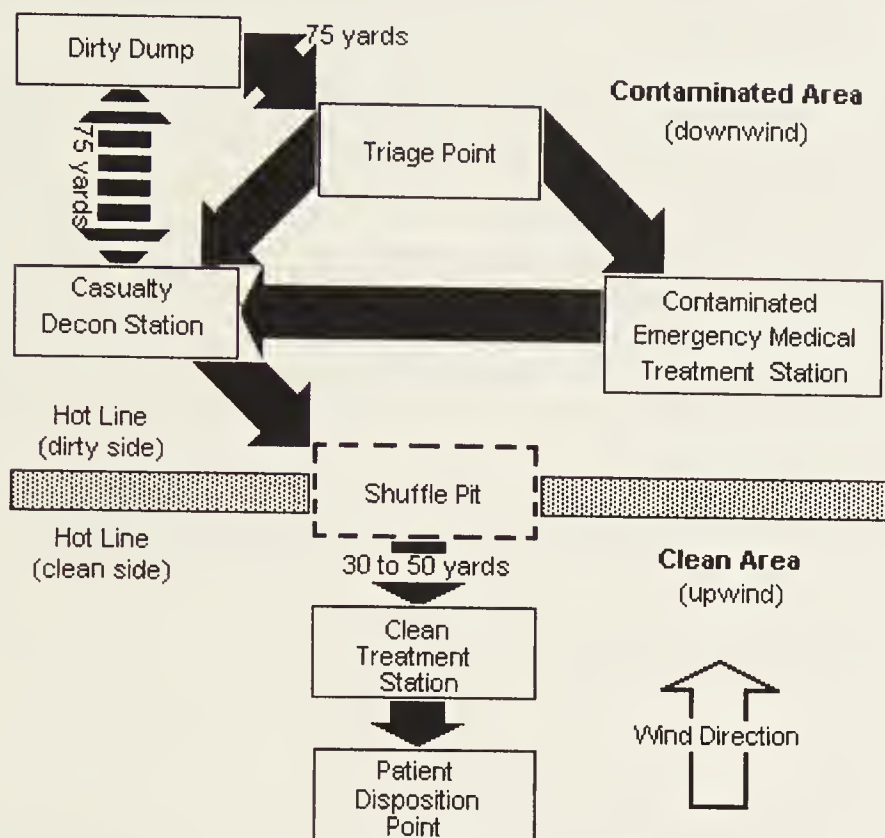 Dirty Dump
75 yards
Contaminated Area
(downwind)
75 yards
Triage Point
Casualty
Decon Station
Contaminated
Emergency Medical
Treatment Station
Hot Line
(dirty side)
Shuffle Pit
Hot Line
(clean side)
30 to 50 yards
Clean Area
(upwind)
Clean
Treatment
Station
Wind Direction
Patient
Disposition
Point